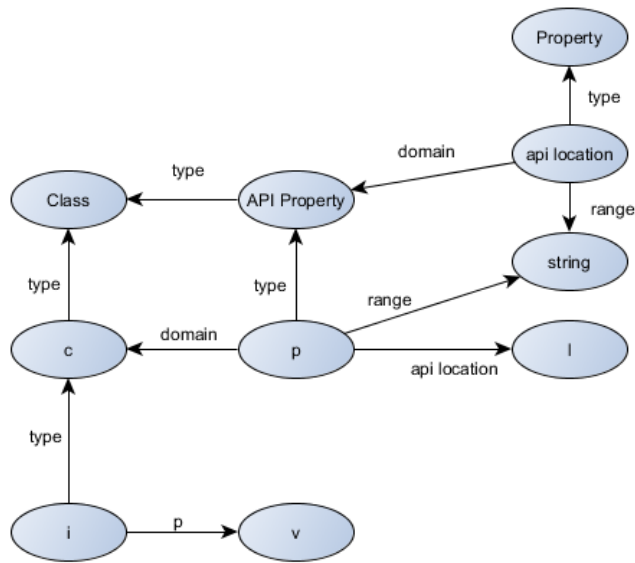 Property
type
api location
domain
type
Class
API Property
range
string
type
type
range
domain
c
p
l
api location
type
p
i
v